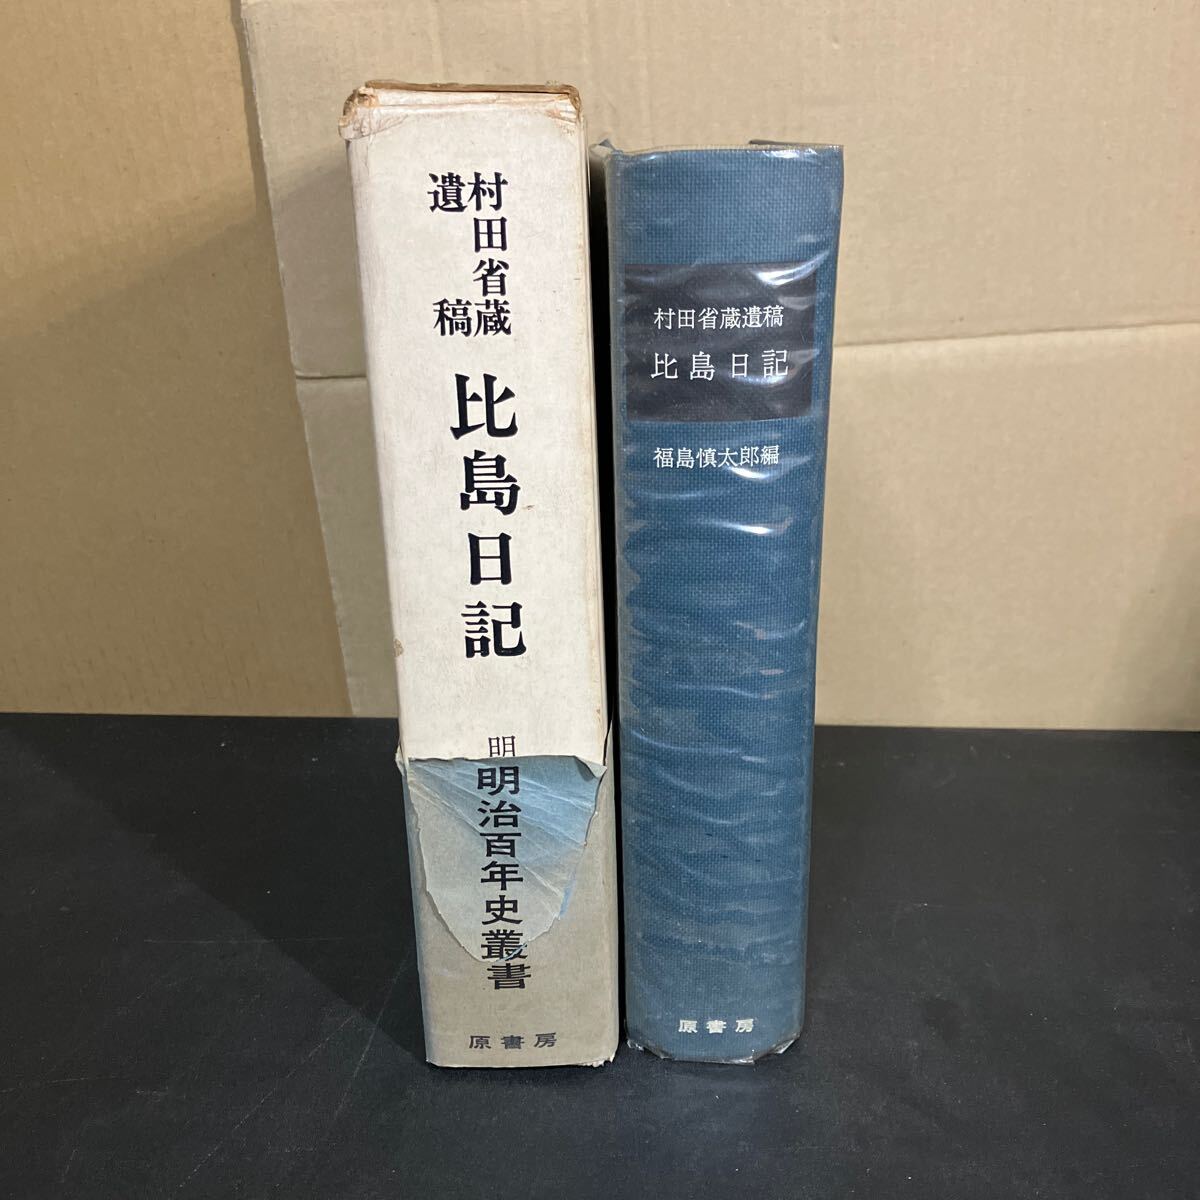 村田省蔵
遺稿
比島日記
明
明治百年史叢書
原書房
村田省蔵遺稿
比島日記
福島慎太郎編
原書房